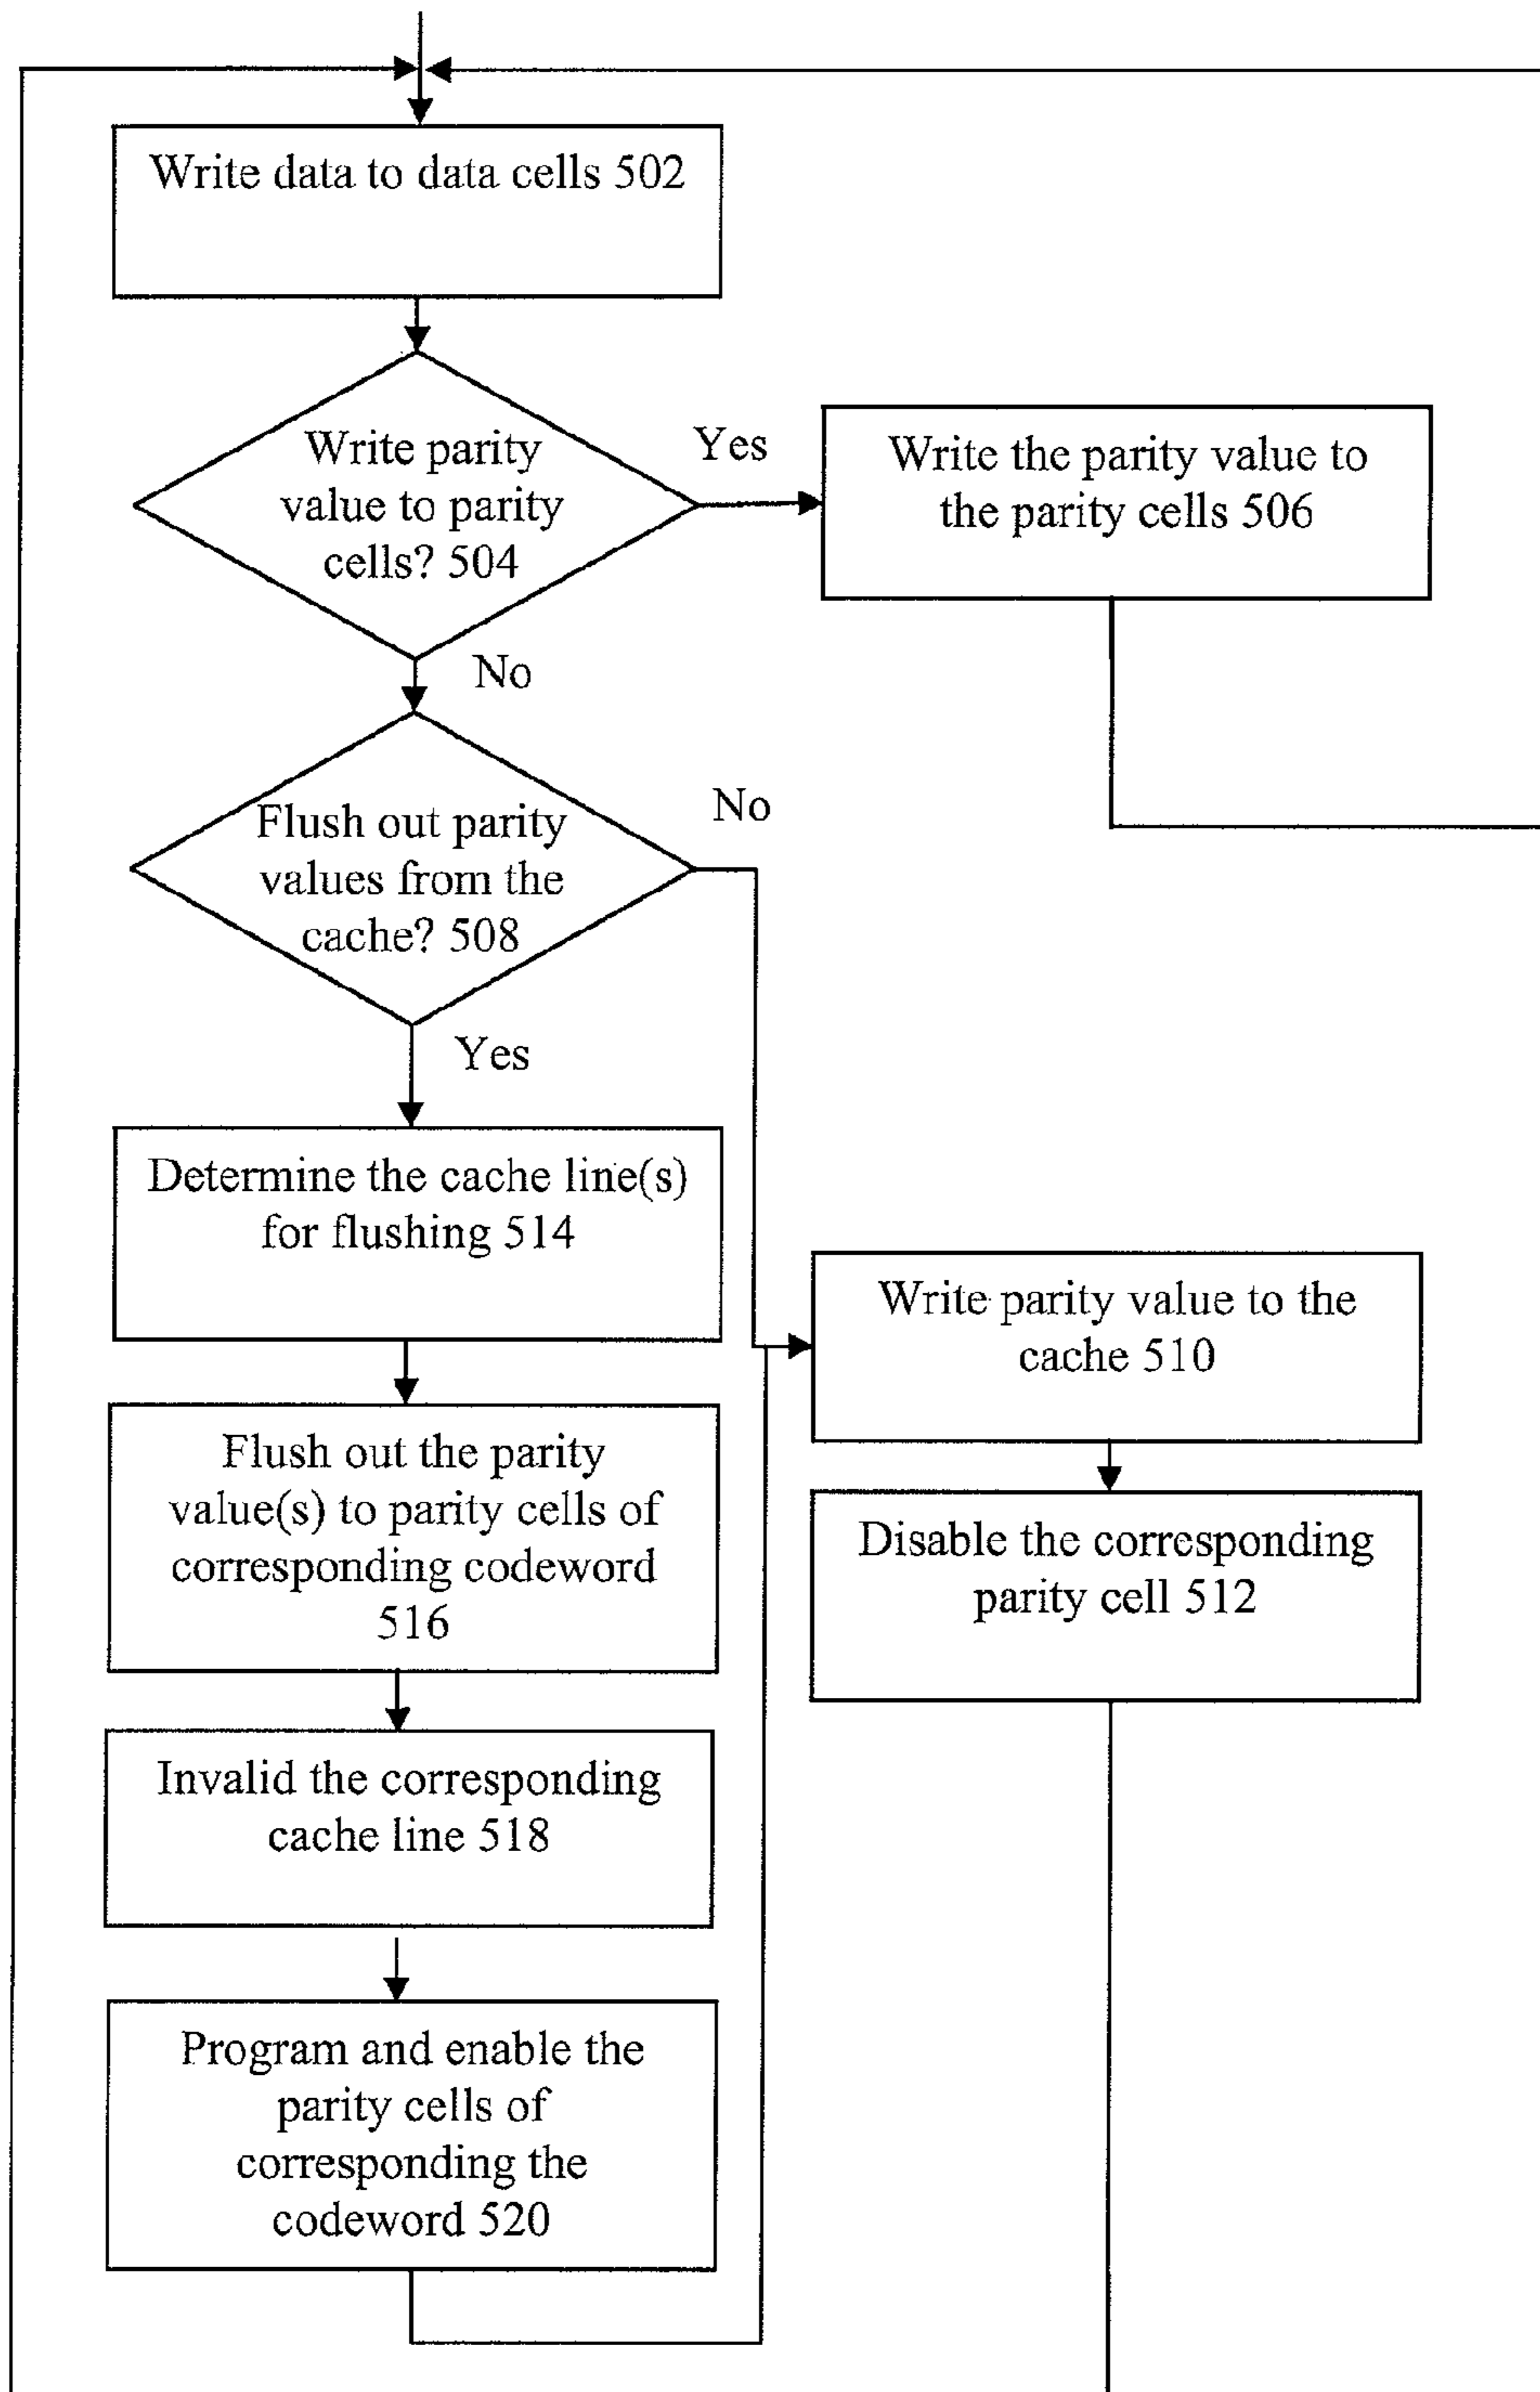 Write data to data cells 502
Write parity
value to parity
cells? 504
Yes
Write the parity value to
the parity cells 506
No
Flush out parity
values from the
cache? 508
No
Yes
Determine the cache line(s)
for flushing 514
Write parity value to the
cache 510
Flush out the parity
value(s) to parity cells of
corresponding codeword
516
Disable the corresponding
parity cell 512
Invalid the corresponding
cache line 518
Program and enable the
parity cells of
corresponding the
codeword 520